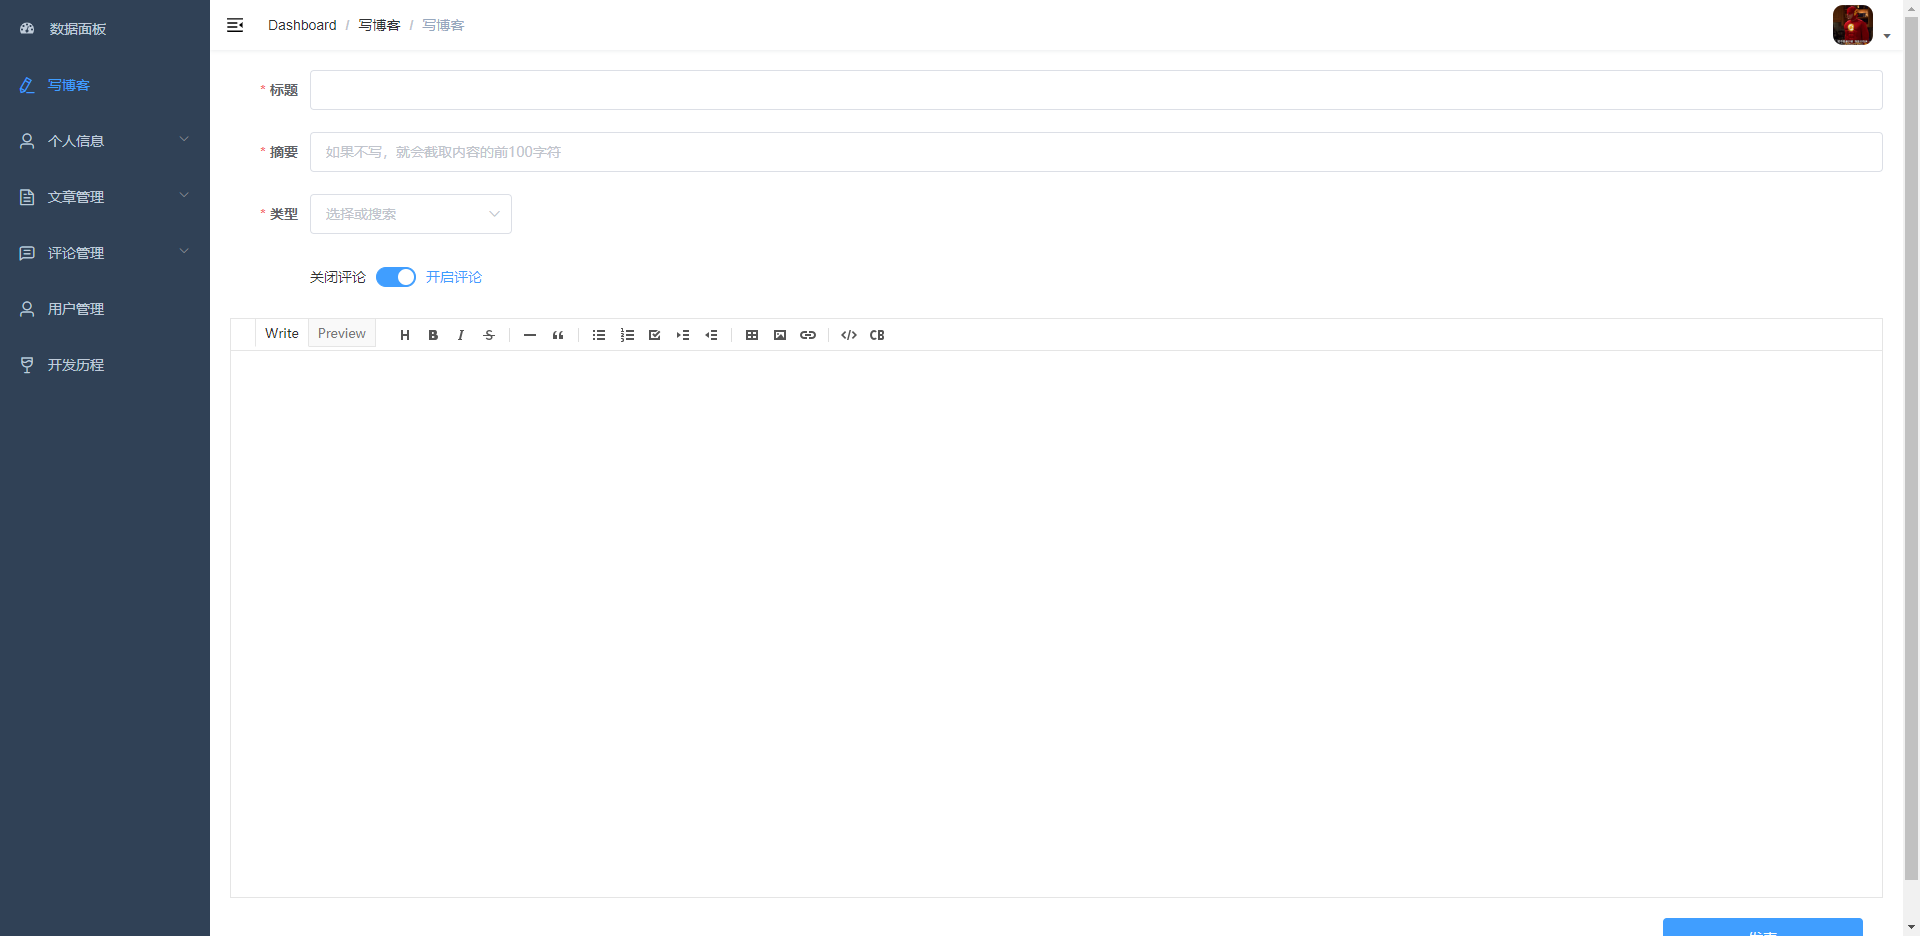 数据面板
写博客
个人信息
文章管理
评论管理
用户管理
开发历程
Dashboard / 写博客 / 写博客
* 标题
* 摘要 如果不写，就会截取内容的前100字符
* 类型 选择或搜索
关闭评论 开启评论
Write Preview H B I S CB